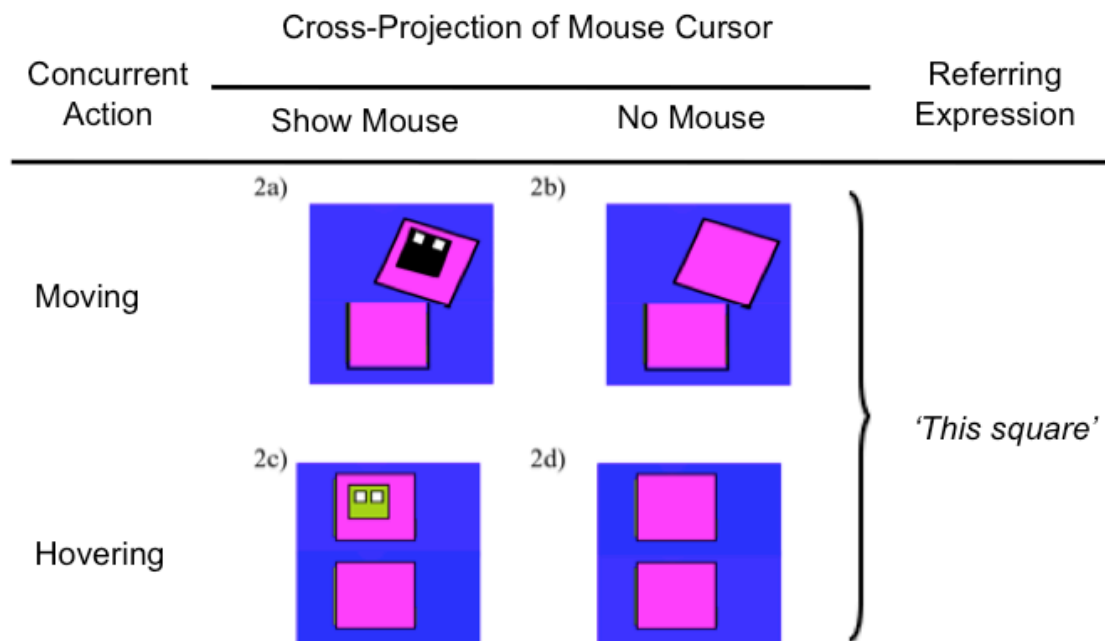 Cross-Projection of Mouse Cursor
Concurrent
Action
Show Mouse
No Mouse
Referring
Expression
2a)
2b)
Moving
‘This square’
2c)
2d)
Hovering